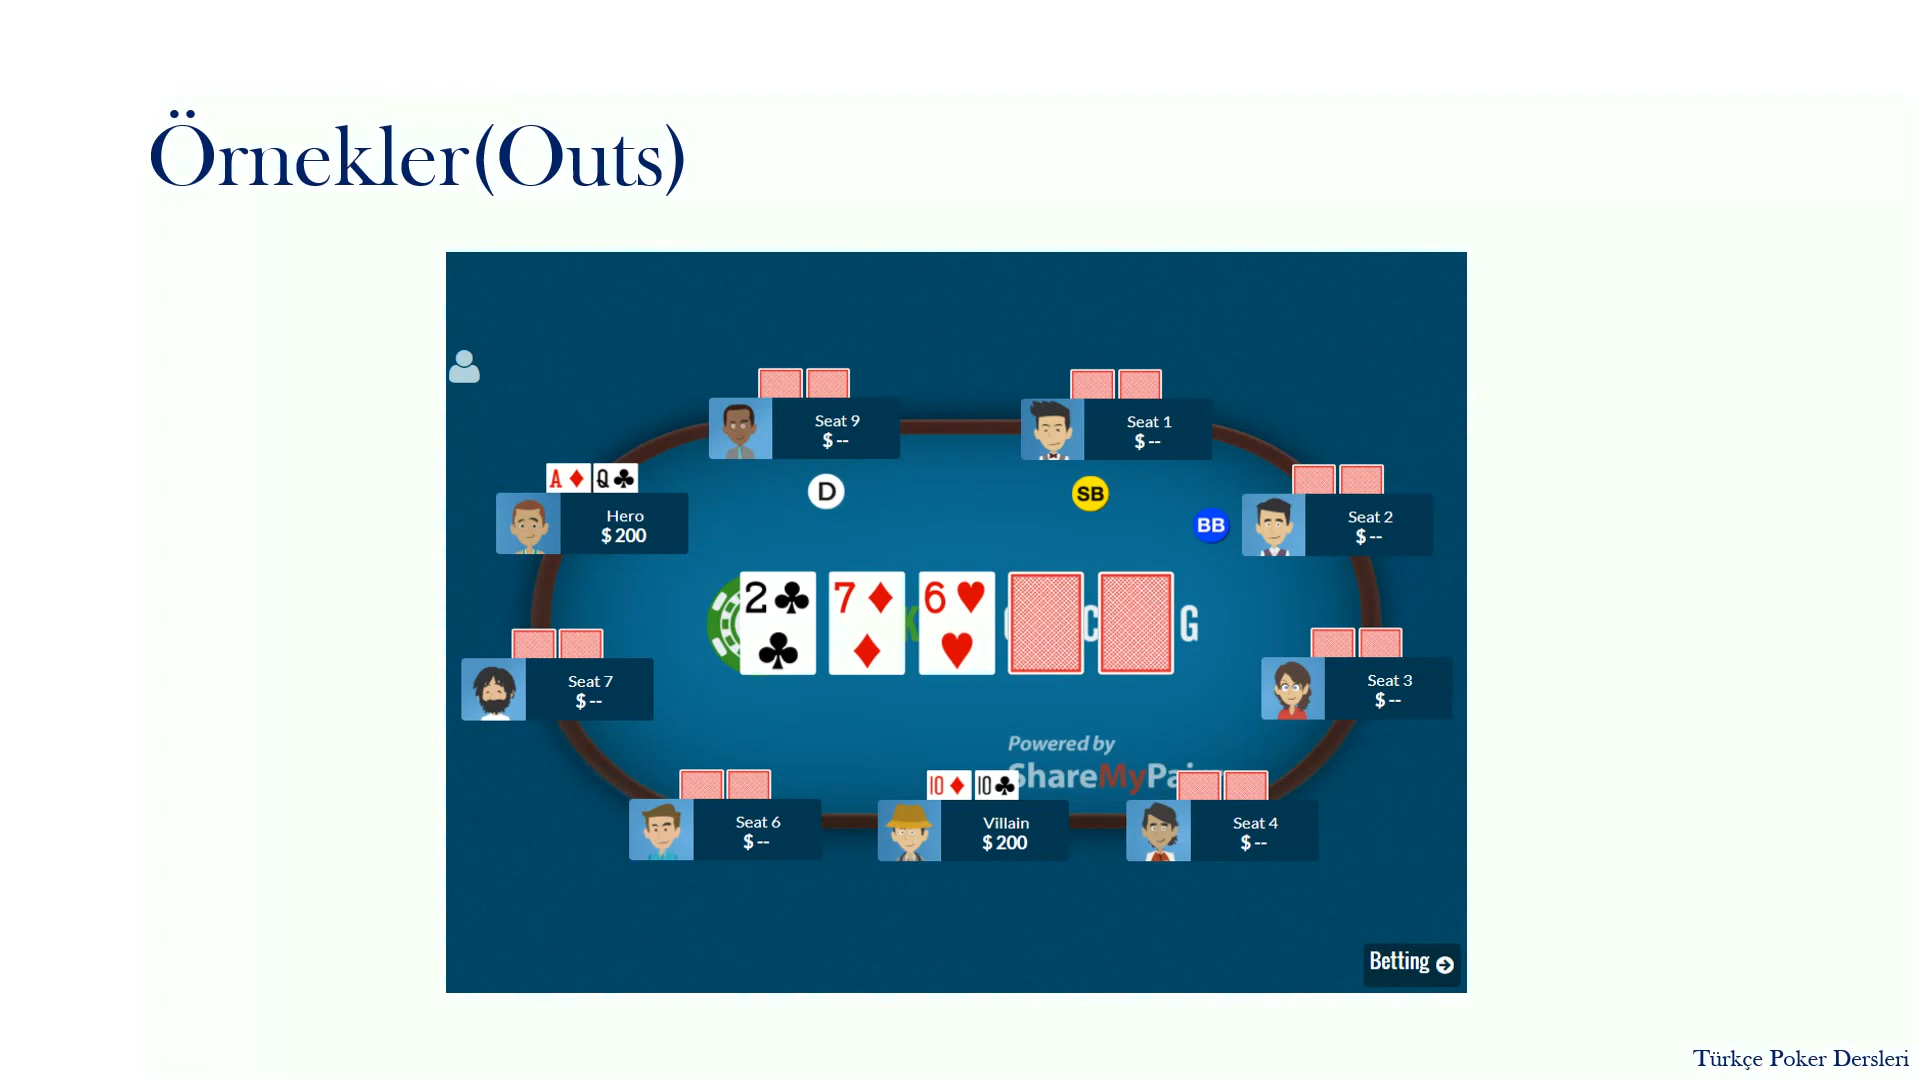 Örnekler(Outs)
Seat 9
$ --
Seat 1
$ --
A Q
Hero
$ 200
D
SB
BB
Seat 2
$ --
2 7 6
G
Seat 7
$ --
Seat 3
$ --
Powered by
ShareMyPa
10 10
Seat 6
$ --
Villain
$ 200
Seat 4
$ --
Betting
Türkçe Poker Dersleri